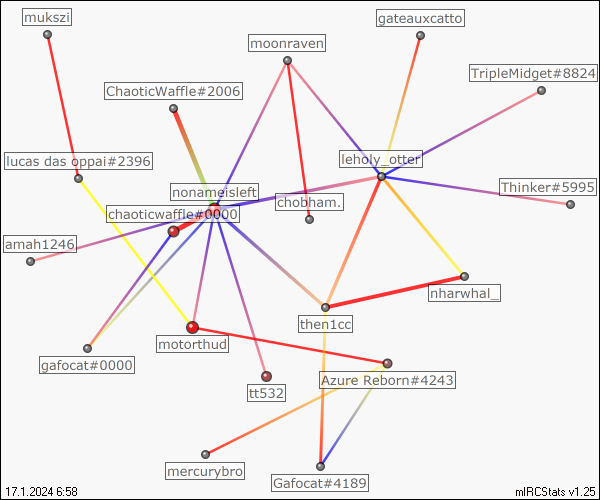 mukszi
gateauxcatto
moonraven
TripleMidget#8824
ChaoticWaffle#2006
lucas das oppai#2396
leholy_otter
nonameisleft
Thinker#5995
chobham.
chaoticwaffle#0000
amah1246
nharwhal_
then1cc
motorthud
gafocat#0000
Azure Reborn#4243
tt532
mercurybro
Gafocat#4189
17.1.2024 6:58
mIRCStats v1.25